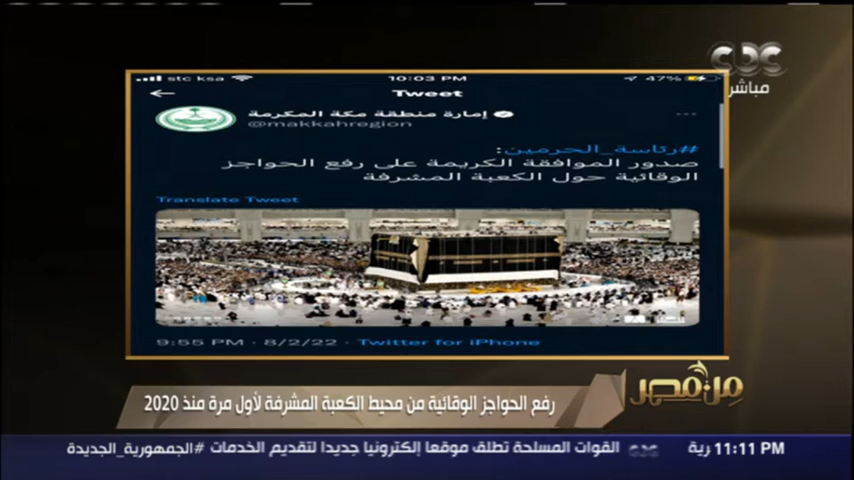 cbc
مباشر
stc ksa 10:03 PM 47%
Tweet
إمارة منطقة مكة المكرمة
@makkahregion
#رئاسة_الحرمين:
صدور الموافقة الكريمة على رفع الحواجز
الوقائية حول الكعبة المشرفة
Translate Tweet
9:55 PM · 8/2/22 · Twitter for iPhone
من مصر
رفع الحواجز الوقائية من محيط الكعبة المشرفة لأول مرة منذ 2020
11:11 PM رية cbc القوات المسلحة تطلق موقعا إلكترونيا جديدا لتقديم الخدمات #الجمهورية_الجديدة